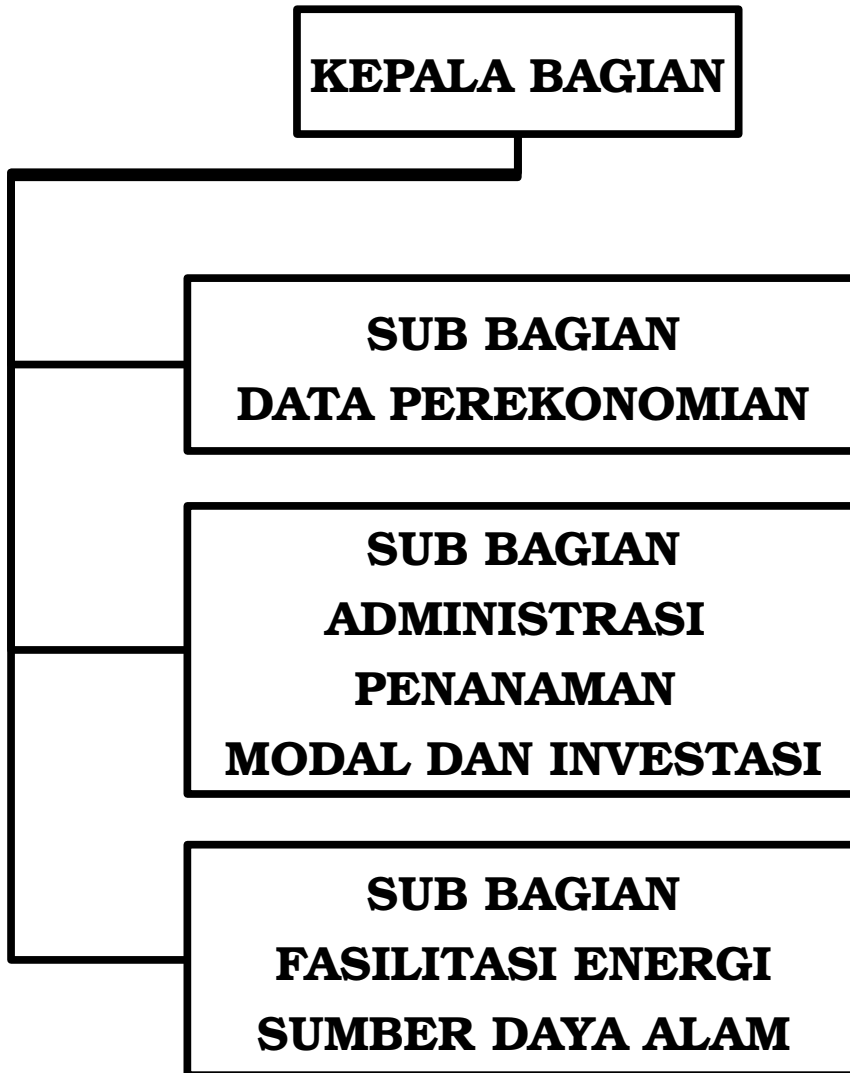 KEPALA BAGIAN
SUB BAGIAN
DATA PEREKONOMIAN
SUB BAGIAN
ADMINISTRASI
PENANAMAN
MODAL DAN INVESTASI
SUB BAGIAN
FASILITASI ENERGI
SUMBER DAYA ALAM